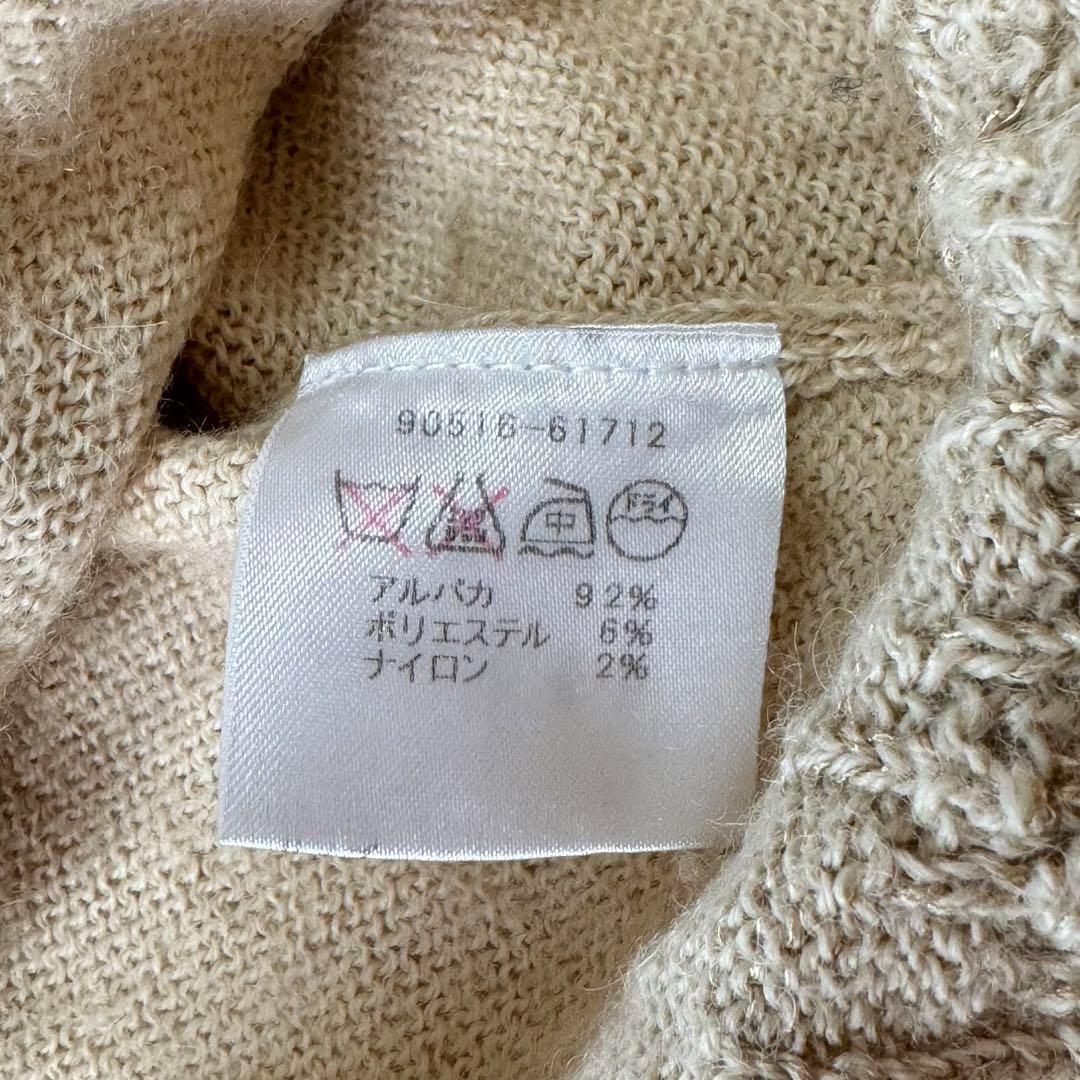 90516-61712
中 ドライ
アルパカ 92%
ポリエステル 6%
ナイロン 2%